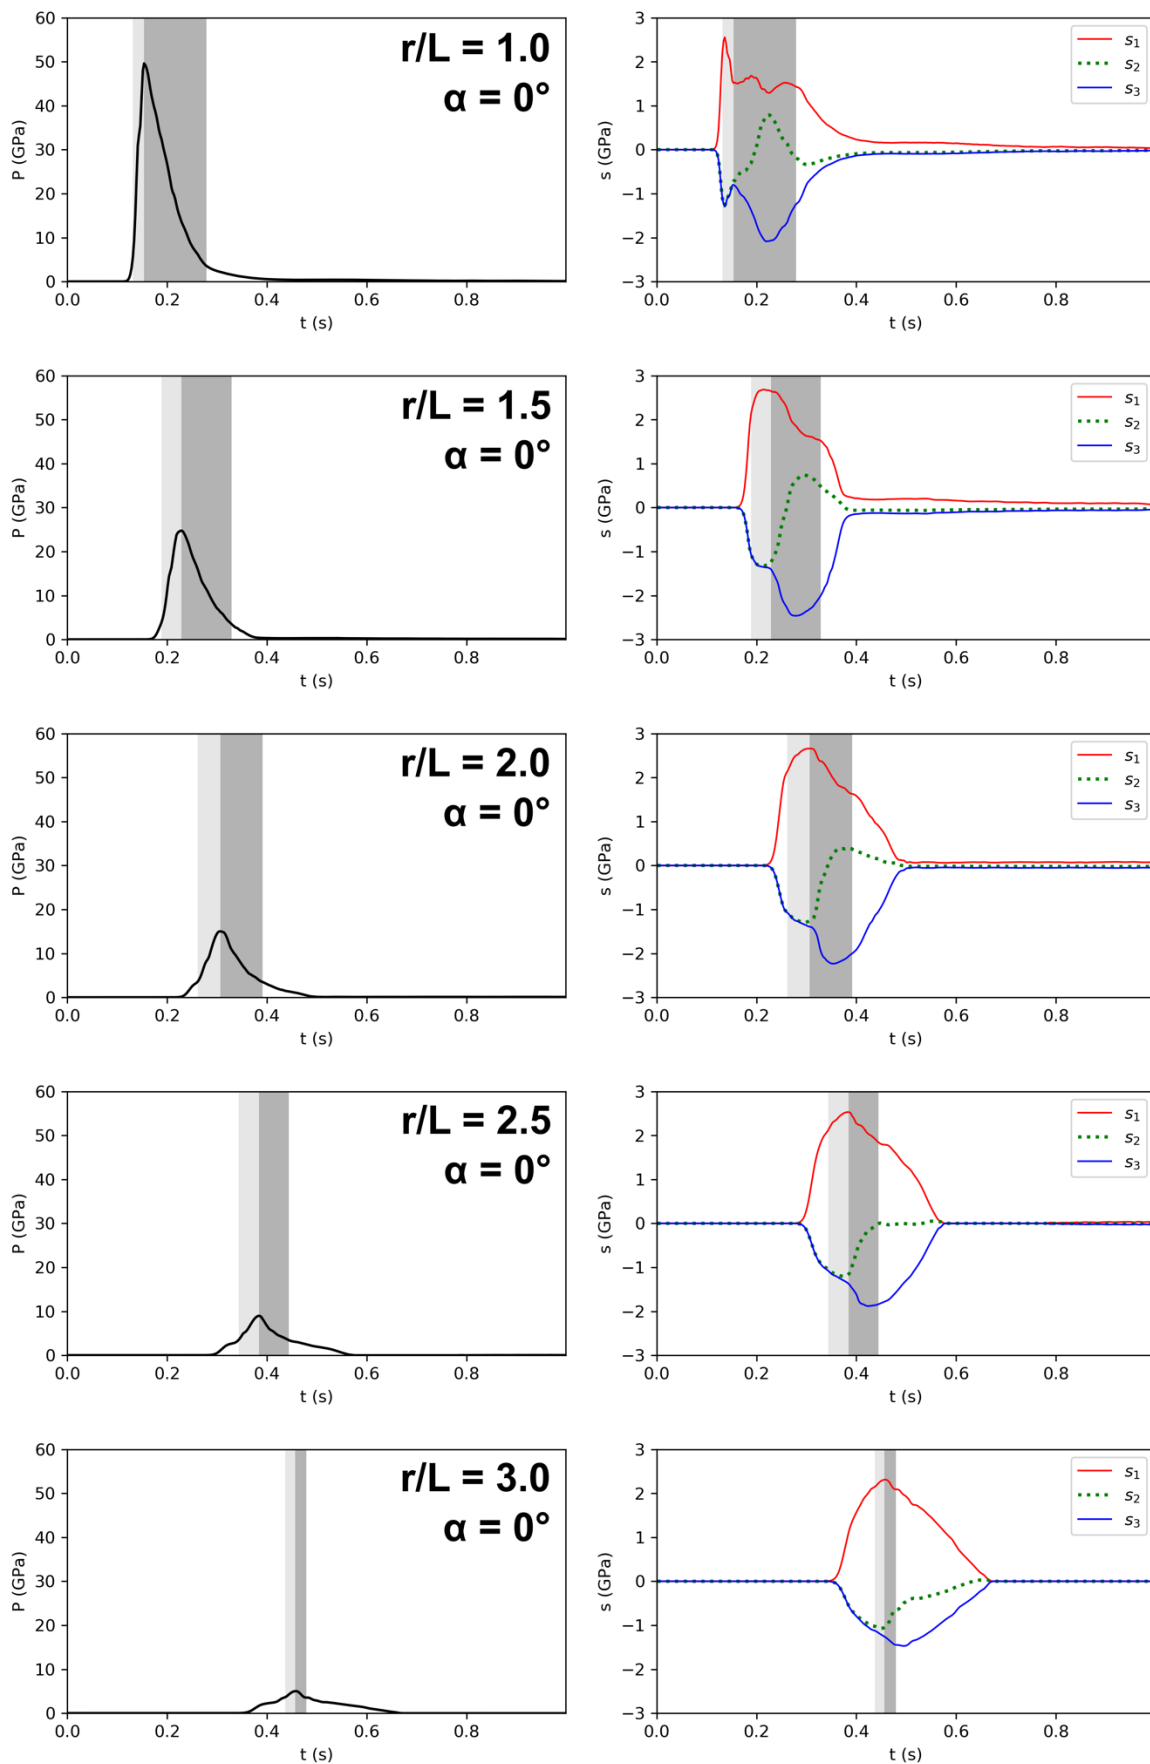 60
50
40
30
20
10
0
P (GPa)
r/L = 1.0
α = 0°
0.0 0.2 0.4 0.6 0.8
t (s)
3
2
1
0
−1
−2
−3
s (GPa)
s1
s2
s3
0.0 0.2 0.4 0.6 0.8
t (s)
60
50
40
30
20
10
0
P (GPa)
r/L = 1.5
α = 0°
0.0 0.2 0.4 0.6 0.8
t (s)
3
2
1
0
−1
−2
−3
s (GPa)
s1
s2
s3
0.0 0.2 0.4 0.6 0.8
t (s)
60
50
40
30
20
10
0
P (GPa)
r/L = 2.0
α = 0°
0.0 0.2 0.4 0.6 0.8
t (s)
3
2
1
0
−1
−2
−3
s (GPa)
s1
s2
s3
0.0 0.2 0.4 0.6 0.8
t (s)
60
50
40
30
20
10
0
P (GPa)
r/L = 2.5
α = 0°
0.0 0.2 0.4 0.6 0.8
t (s)
3
2
1
0
−1
−2
−3
s (GPa)
s1
s2
s3
0.0 0.2 0.4 0.6 0.8
t (s)
60
50
40
30
20
10
0
P (GPa)
r/L = 3.0
α = 0°
0.0 0.2 0.4 0.6 0.8
t (s)
3
2
1
0
−1
−2
−3
s (GPa)
s1
s2
s3
0.0 0.2 0.4 0.6 0.8
t (s)